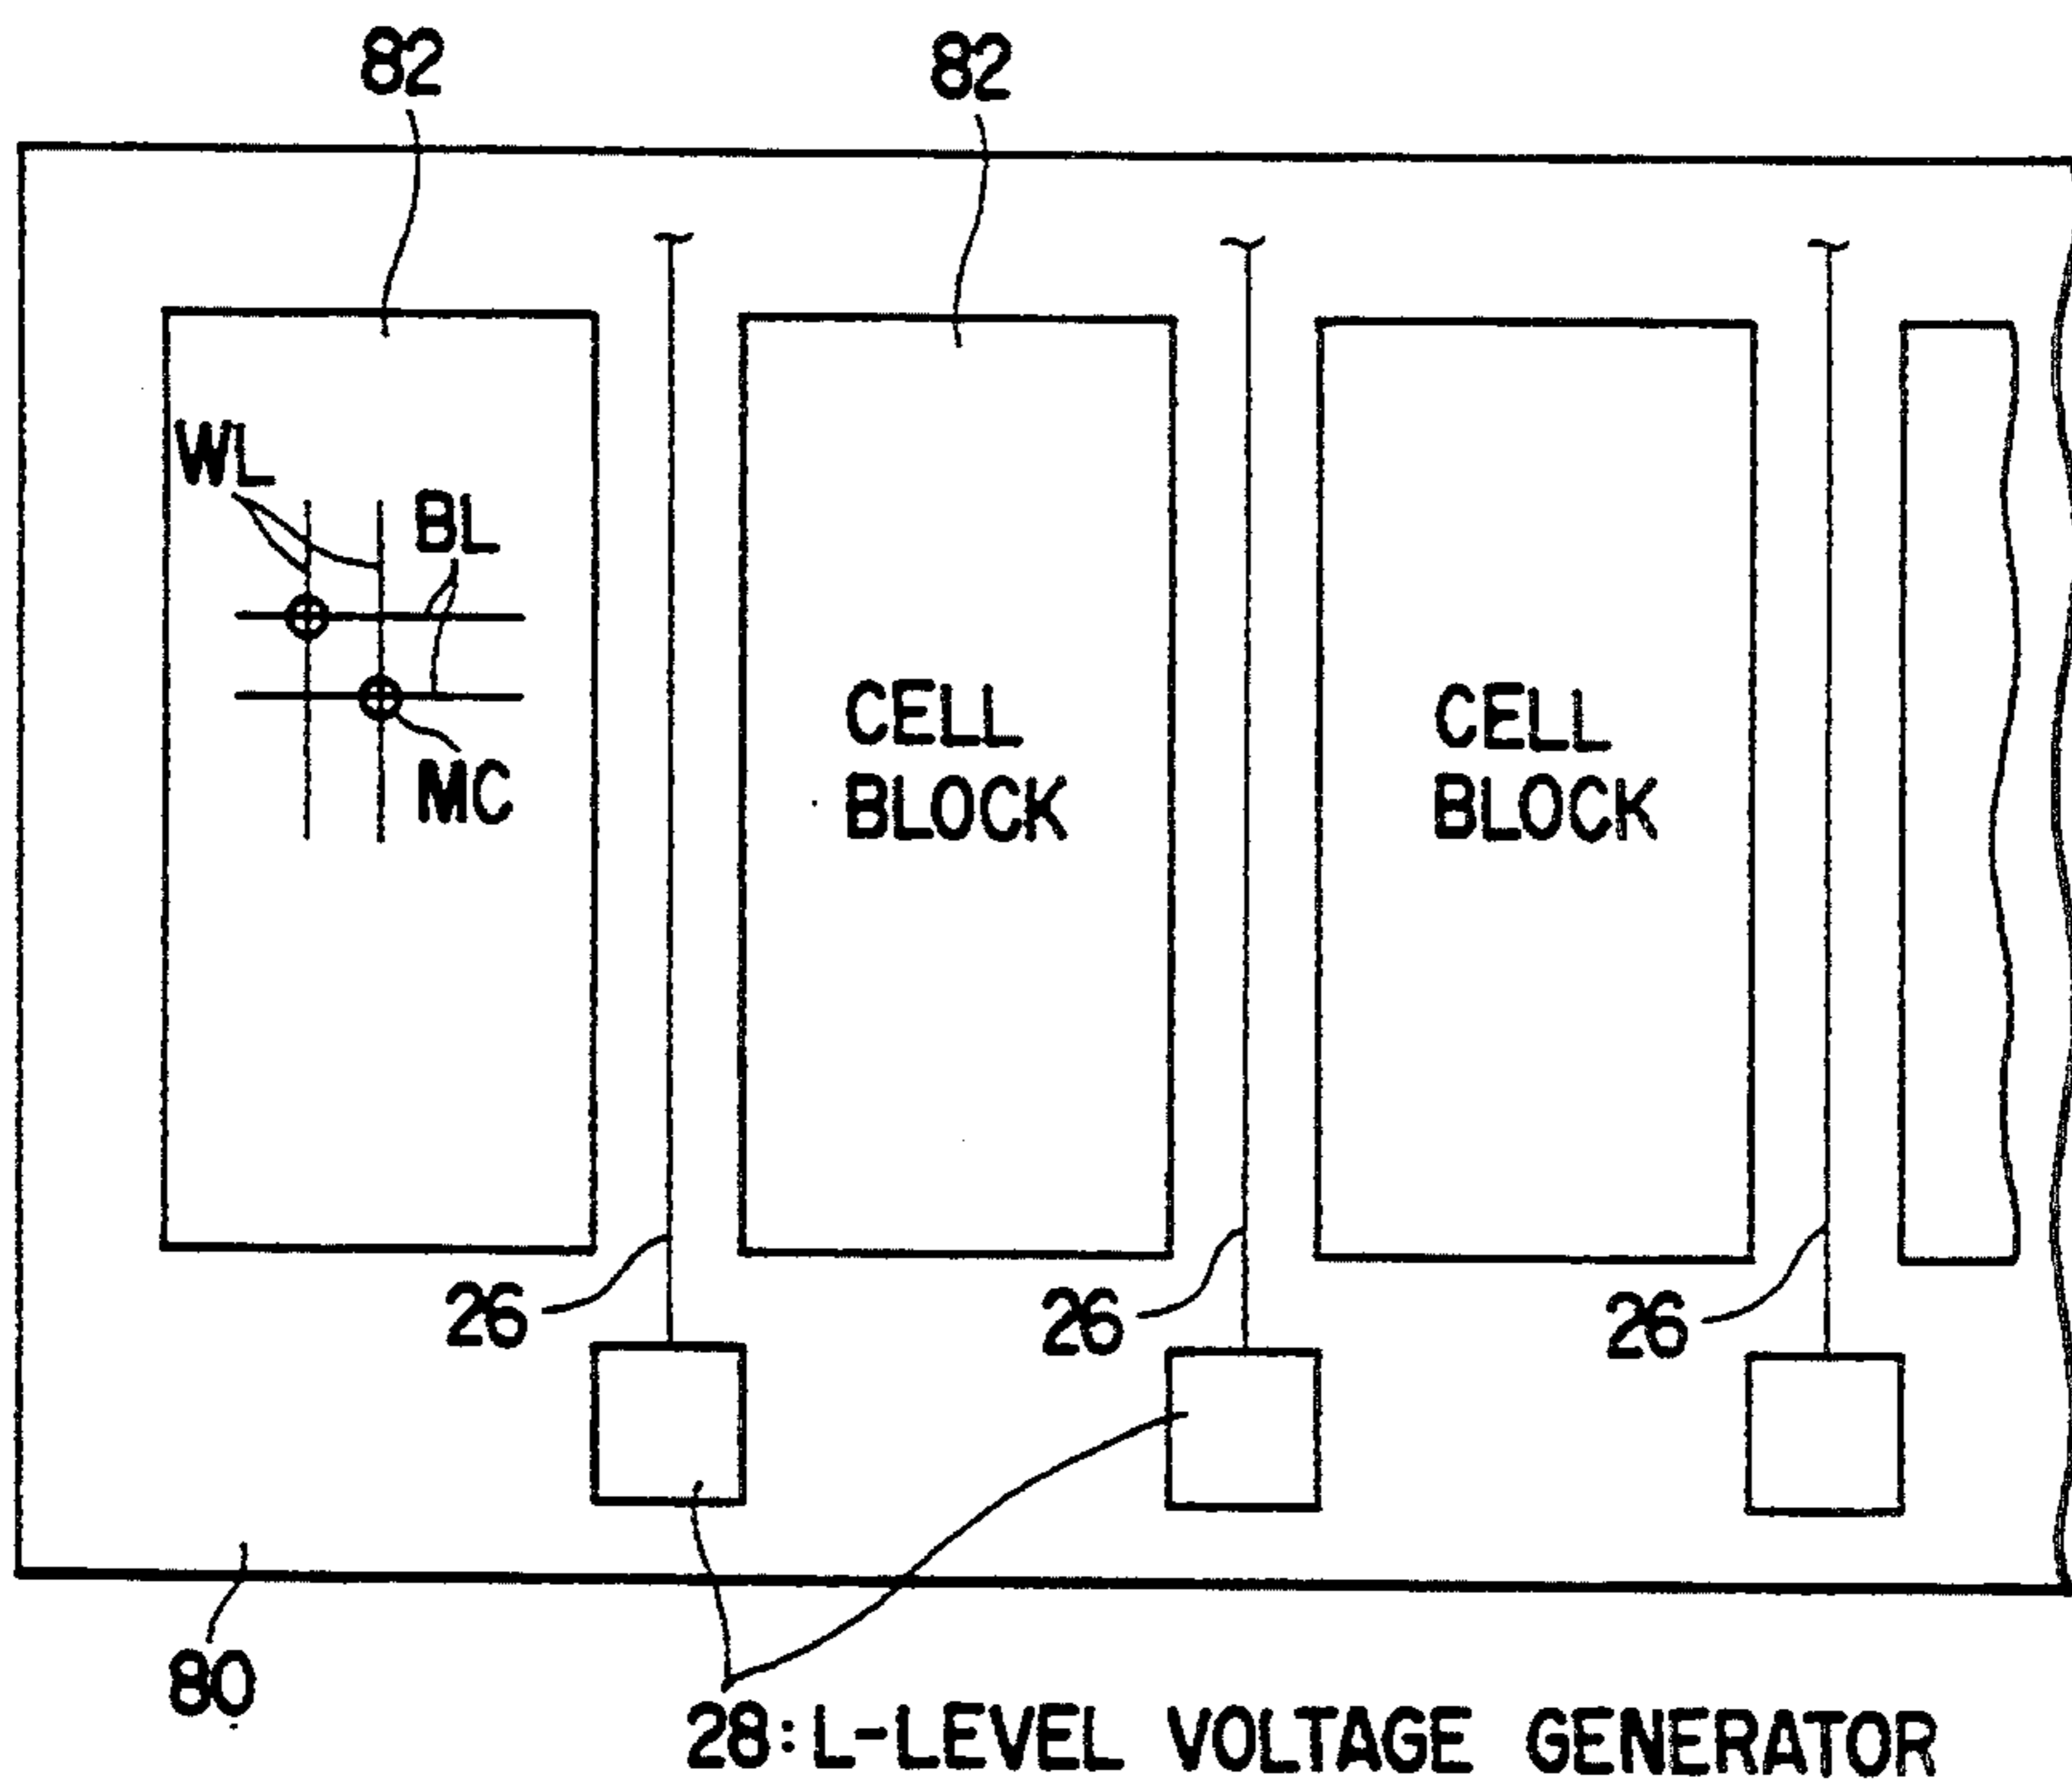 82
82
WL
BL
MC
CELL
BLOCK
CELL
BLOCK
26
26
26
80
28:L-LEVEL VOLTAGE GENERATOR